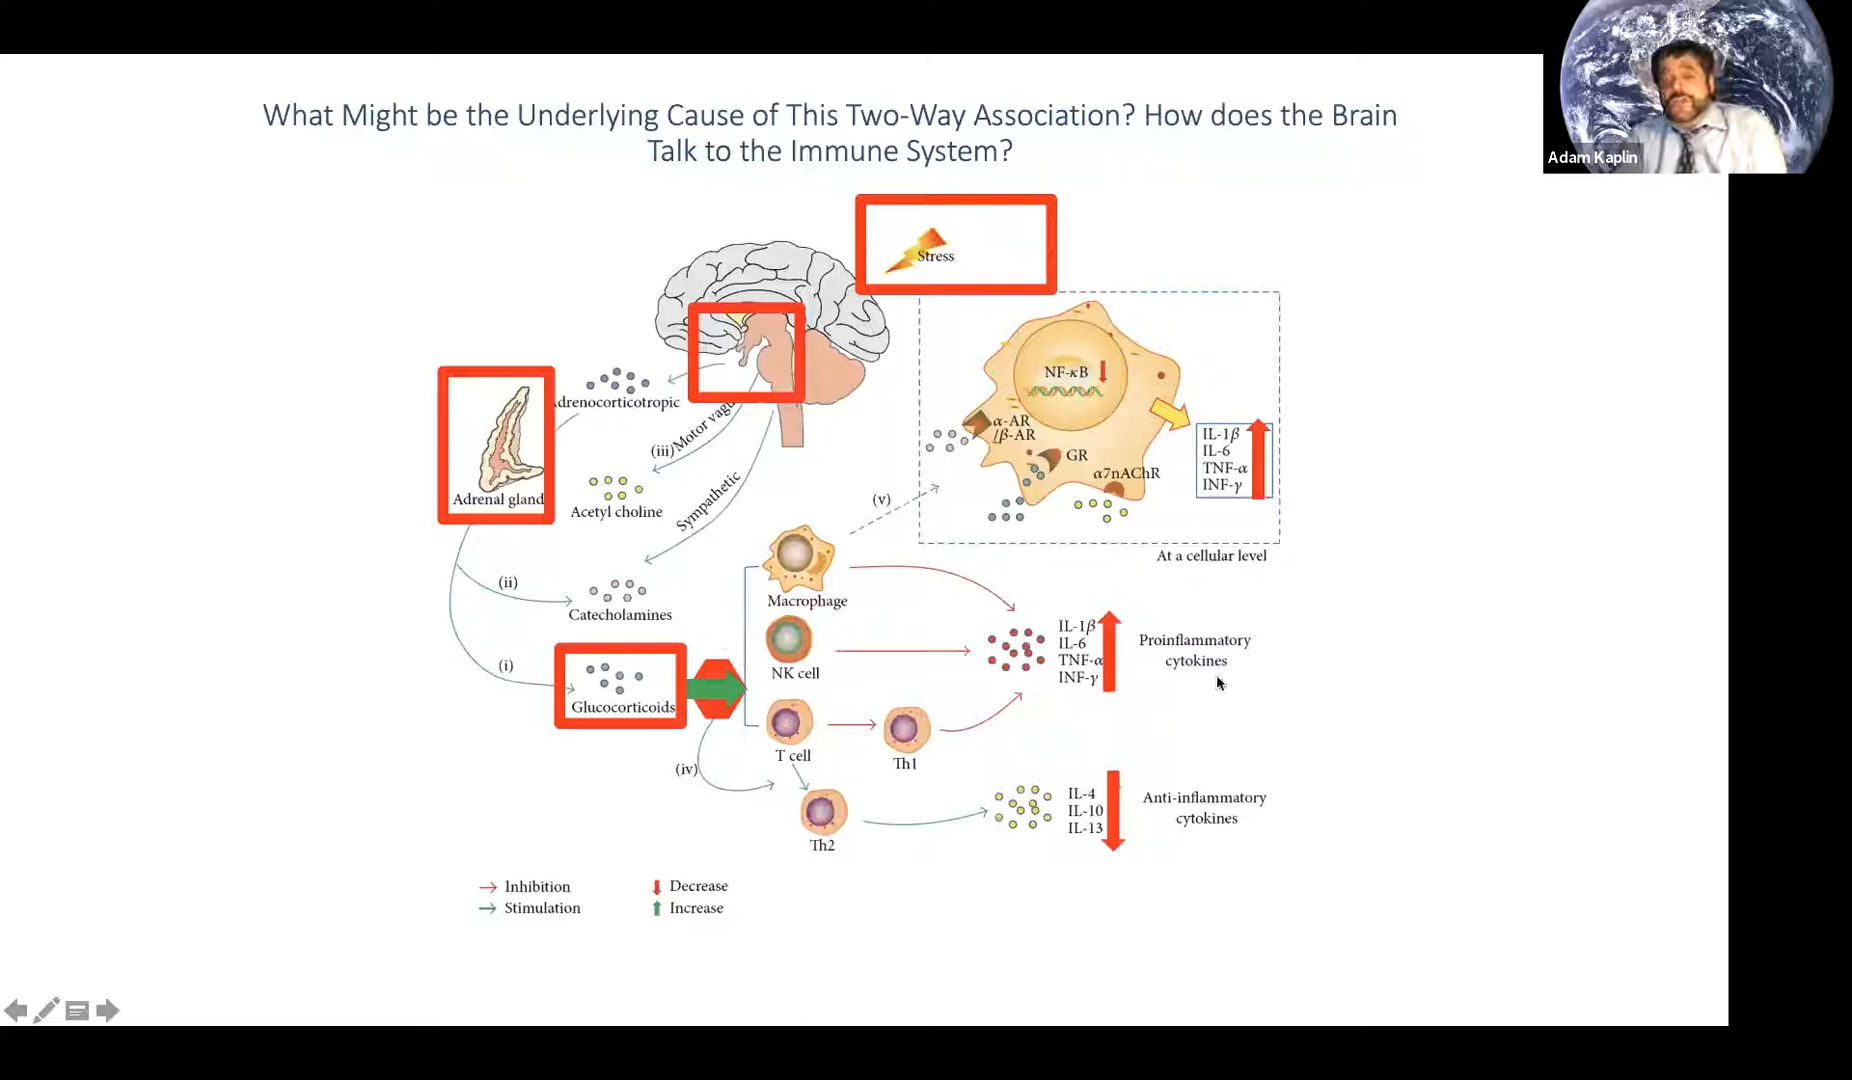 What Might be the Underlying Cause of This Two-Way Association? How does the Brain
Talk to the Immune System?
Adam Kaplin
Stress
drenocorticotropic
(iii)
Motor vagu
Adrenal gland
Acetyl choline
Sympathetic
(ii)
Catecholamines
(i)
Glucocorticoids
(iv)
(v)
NF-κB
α-AR
/β-AR
GR
α7nAChR
IL-1β
IL-6
TNF-α
INF-γ
At a cellular level
Macrophage
NK cell
T cell
Th1
Th2
IL-1β
IL-6
TNF-α
INF-γ
Proinflammatory
cytokines
IL-4
IL-10
IL-13
Anti-inflammatory
cytokines
Inhibition
Decrease
Stimulation
Increase